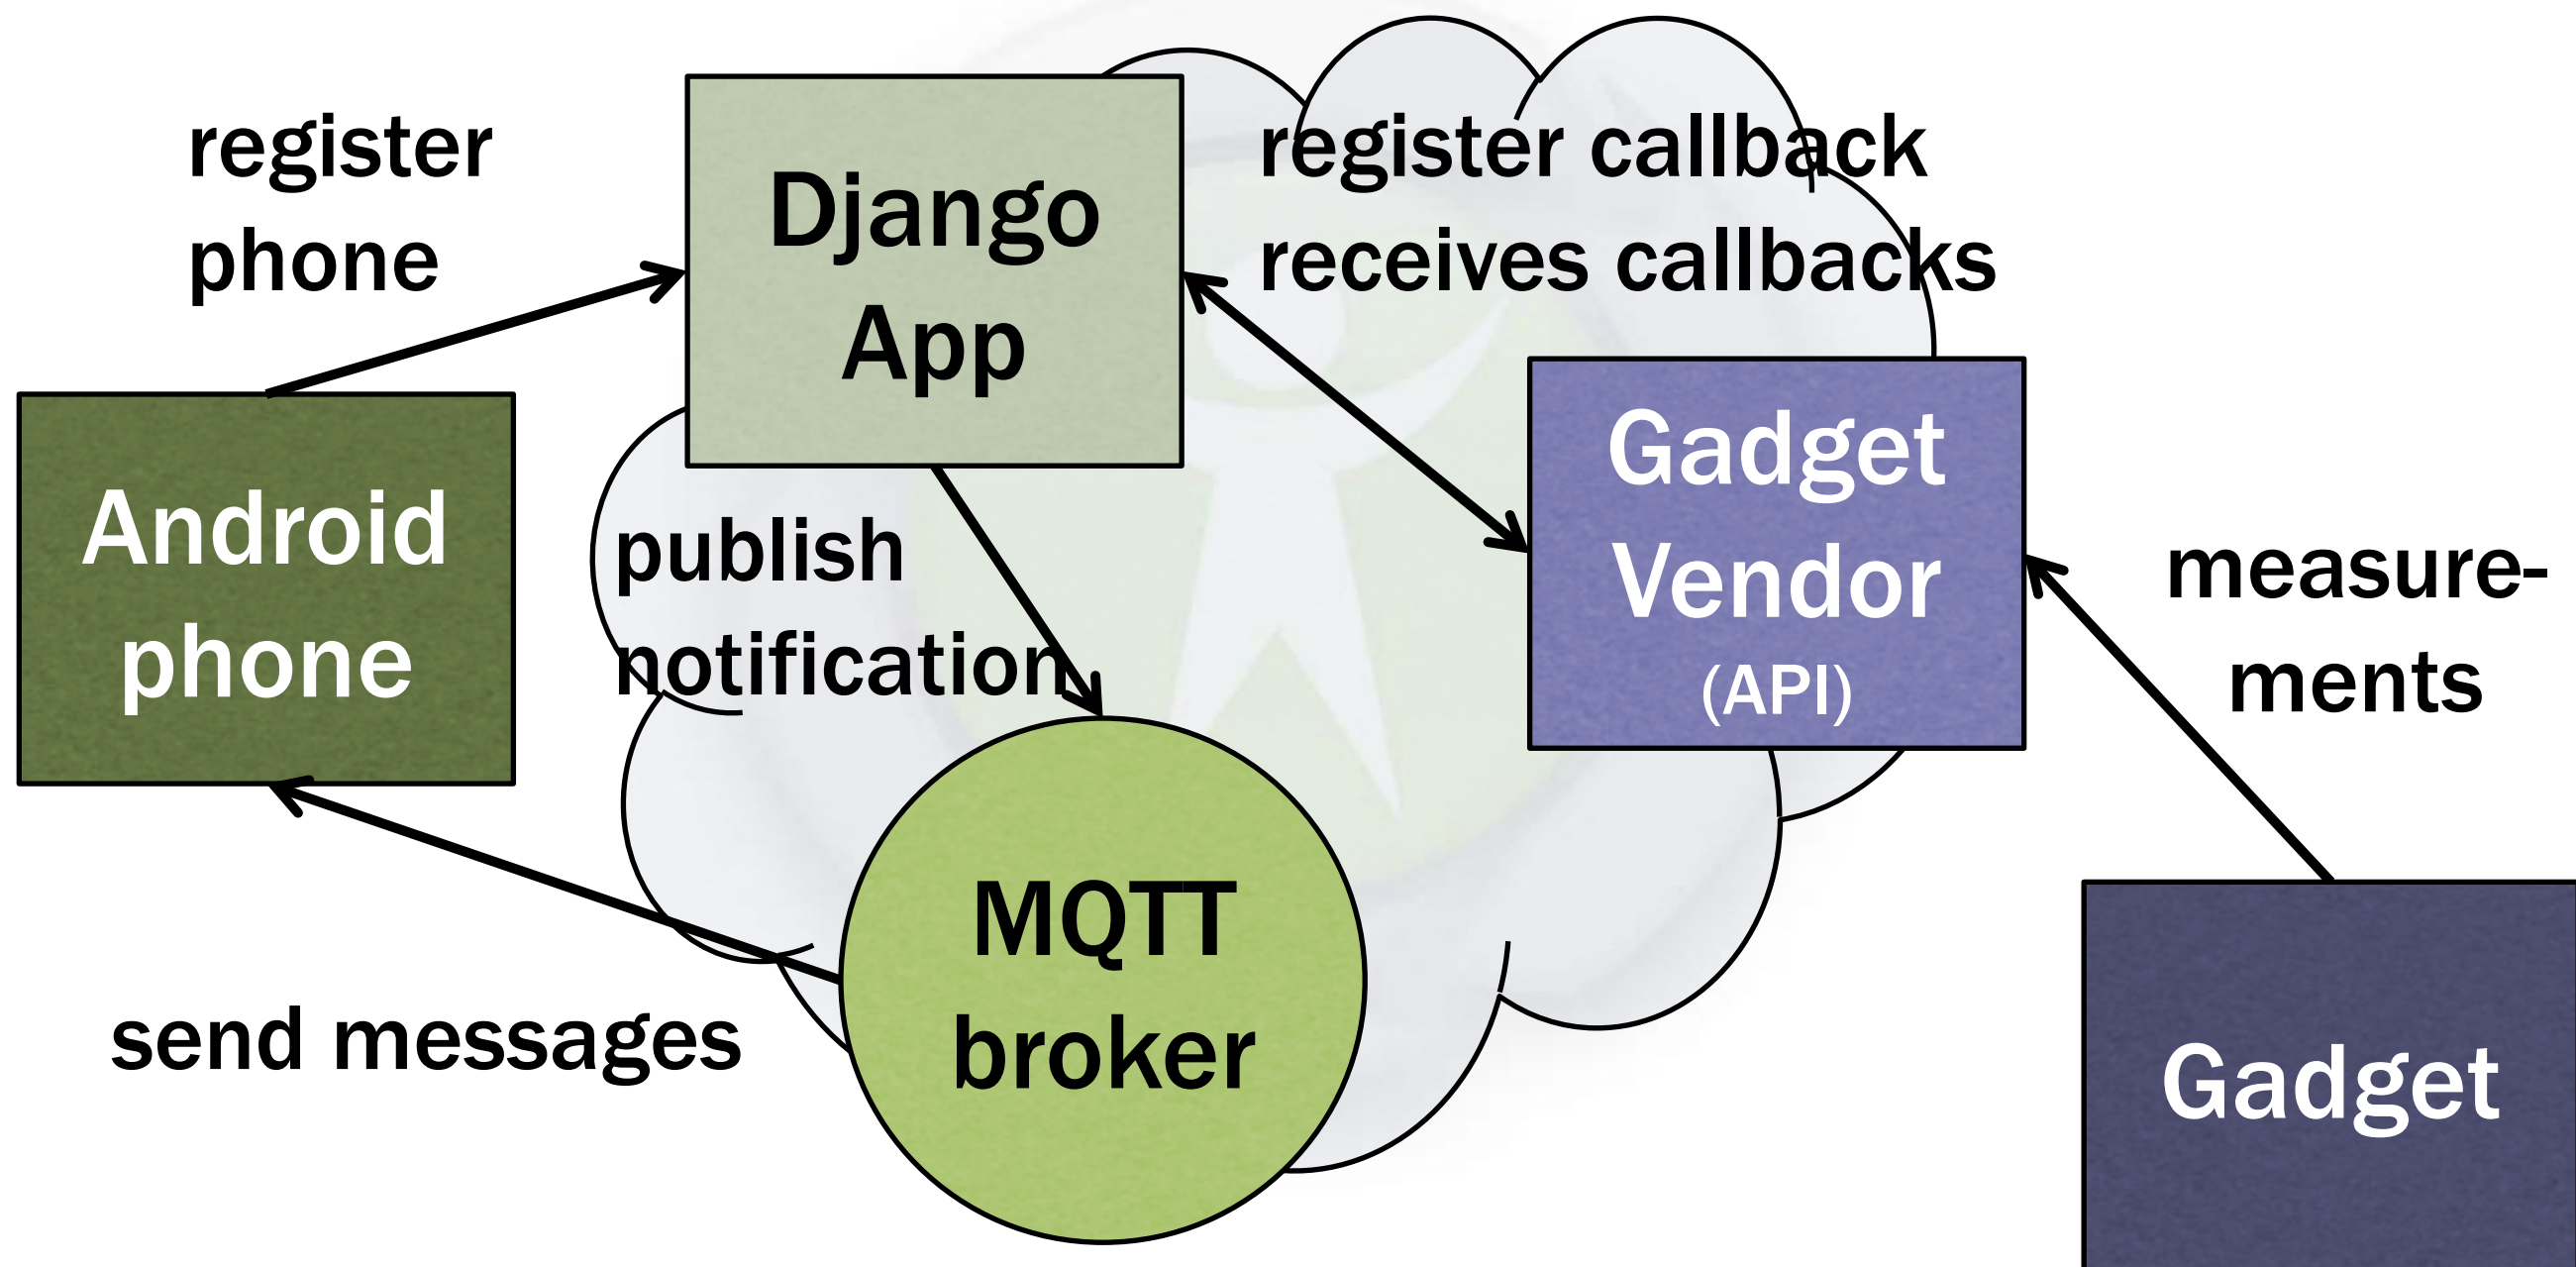 register
phone
Django
App
register callback
receives callbacks
Android
phone
publish
notification
Gadget
Vendor
(API)
measure-
ments
MQTT
broker
send messages
Gadget